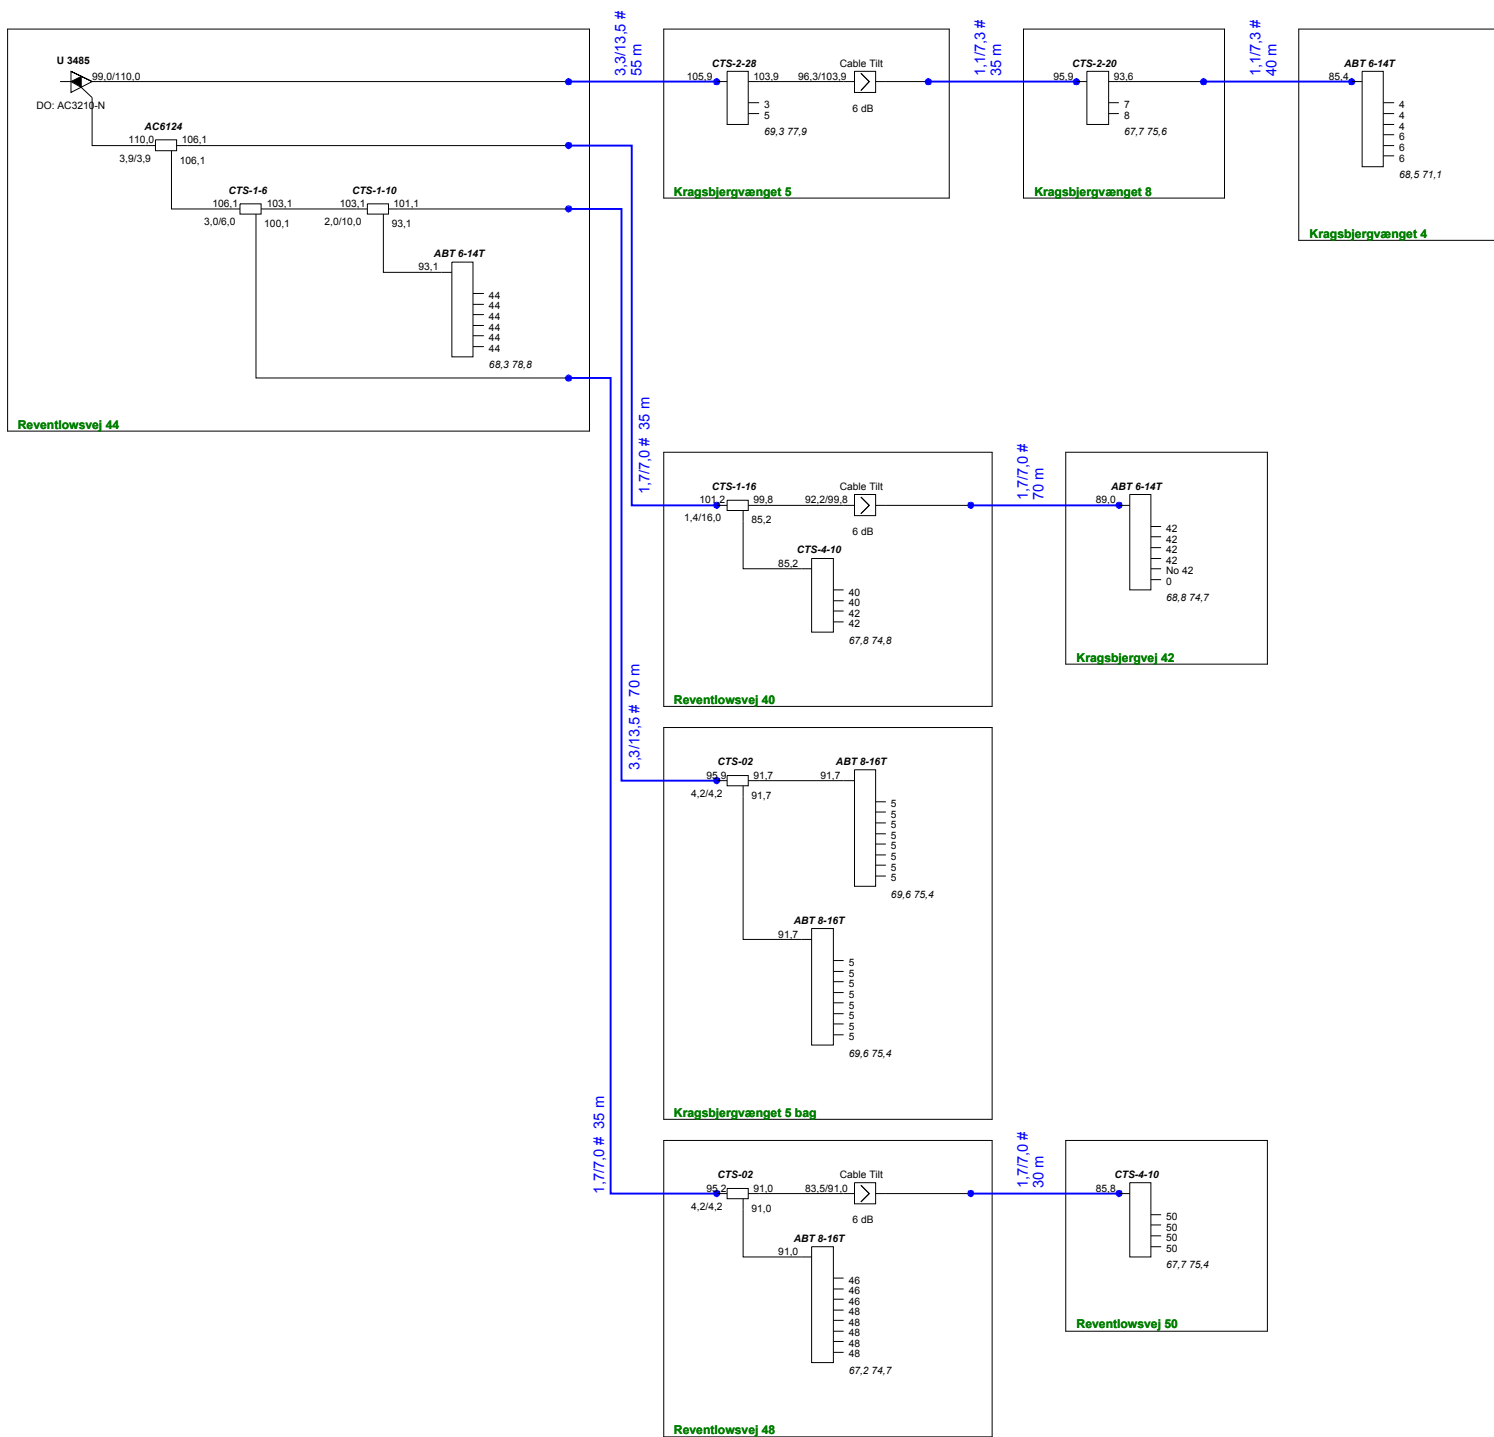 U 3485
99,0/110,0
DO: AC3210-N
AC6124
110,0
106,1
3,9/3,9
106,1
CTS-1-6
106,1
103,1
3,0/6,0
100,1
CTS-1-10
103,1
101,1
2,0/10,0
93,1
ABT 6-14T
93,1
44
44
44
44
44
44
68,3 78,8
Reventlowsvej 44
3,3/13,5 #
55 m
CTS-2-28
105,9
103,9
3
5
69,3 77,9
Cable Tilt
96,3/103,9
6 dB
Kragsbjergvænget 5
1,1/7,3 #
35 m
CTS-2-20
95,9
93,6
7
8
67,7 75,6
Kragsbjergvænget 8
1,1/7,3 #
40 m
ABT 6-14T
85,4
4
4
4
6
6
6
68,5 71,1
Kragsbjergvænget 4
1,7/7,0 # 35 m
CTS-1-16
101,2
99,8
1,4/16,0
85,2
Cable Tilt
92,2/99,8
6 dB
CTS-4-10
85,2
40
40
42
42
67,8 74,8
Reventlowsvej 40
1,7/7,0 #
70 m
ABT 6-14T
89,0
42
42
42
42
No 42
0
68,8 74,7
Kragsbjergvej 42
3,3/13,5 # 70 m
CTS-02
95,9
91,7
4,2/4,2
91,7
ABT 8-16T
91,7
5
5
5
5
5
5
5
5
69,6 75,4
ABT 8-16T
91,7
5
5
5
5
5
5
5
5
69,6 75,4
Kragsbjergvænget 5 bag
1,7/7,0 # 35 m
CTS-02
95,2
91,0
4,2/4,2
91,0
Cable Tilt
83,5/91,0
6 dB
ABT 8-16T
91,0
46
46
46
48
48
48
48
48
67,2 74,7
Reventlowsvej 48
1,7/7,0 #
30 m
CTS-4-10
85,8
50
50
50
50
67,7 75,4
Reventlowsvej 50